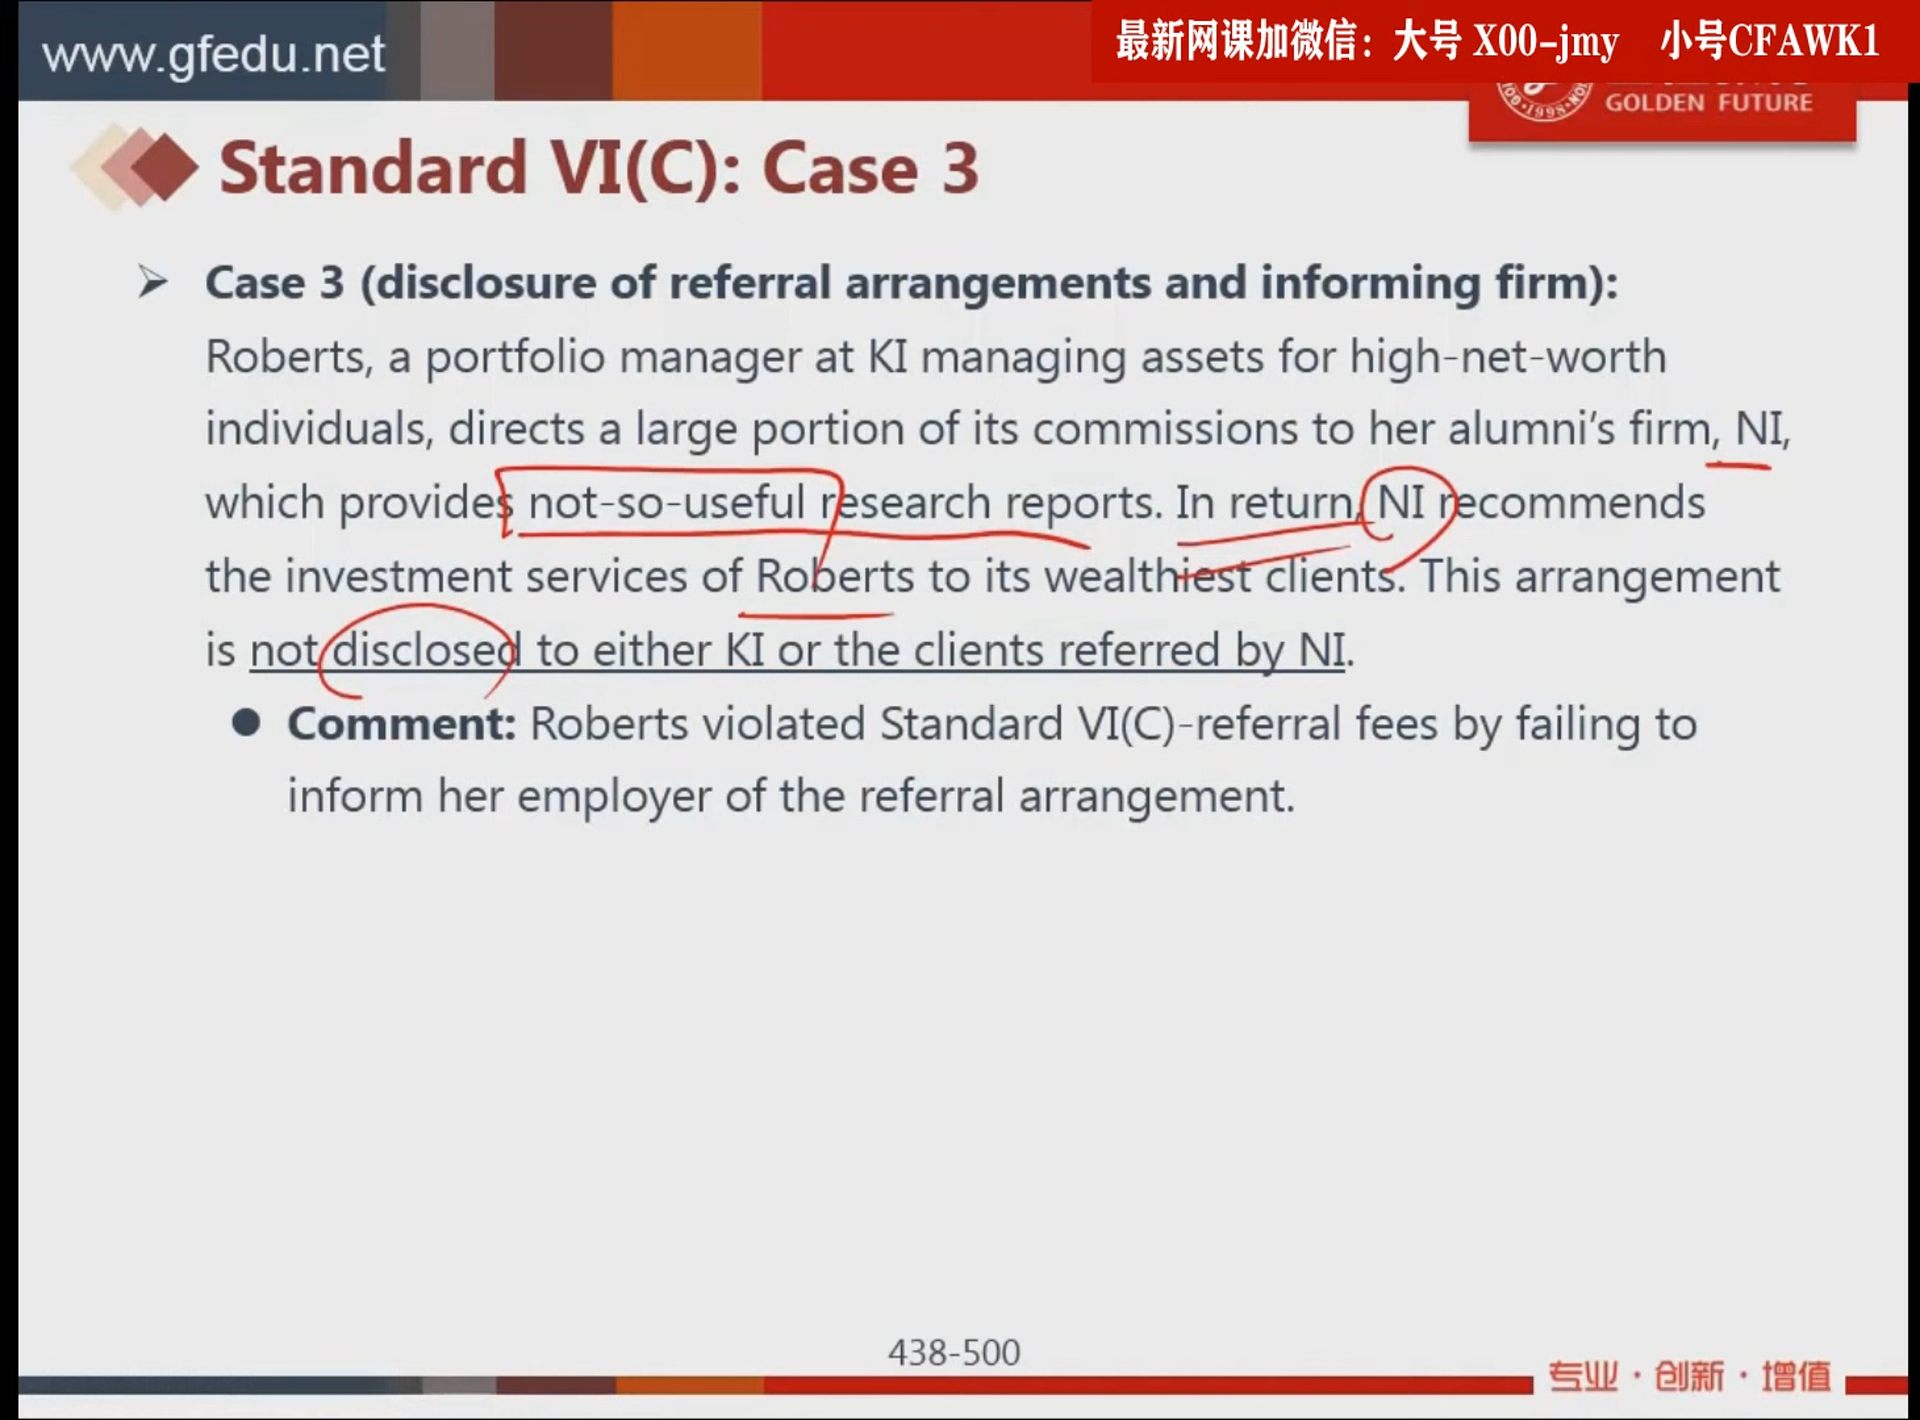 www.gfedu.net
最新网课加微信：大号 X00-jmy 小号CFAWK1
GOLDEN FUTURE
Standard VI(C): Case 3
➢ Case 3 (disclosure of referral arrangements and informing firm):
Roberts, a portfolio manager at KI managing assets for high-net-worth
individuals, directs a large portion of its commissions to her alumni’s firm, NI,
which provides not-so-useful research reports. In return, NI recommends
the investment services of Roberts to its wealthiest clients. This arrangement
is not disclosed to either KI or the clients referred by NI.
● Comment: Roberts violated Standard VI(C)-referral fees by failing to
inform her employer of the referral arrangement.
438-500
专业·创新·增值